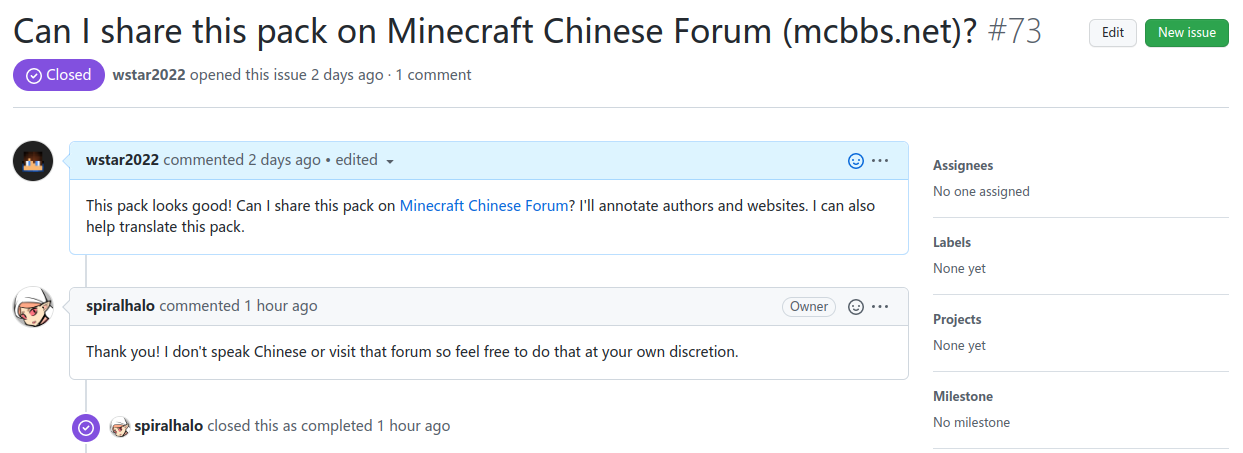 Can I share this pack on Minecraft Chinese Forum (mcbbs.net)? #73
Edit
New issue
Closed
wstar2022 opened this issue 2 days ago · 1 comment
wstar2022 commented 2 days ago • edited
This pack looks good! Can I share this pack on Minecraft Chinese Forum? I'll annotate authors and websites. I can also
help translate this pack.
spiralhalo commented 1 hour ago
Owner
Thank you! I don't speak Chinese or visit that forum so feel free to do that at your own discretion.
spiralhalo closed this as completed 1 hour ago
Assignees
No one assigned
Labels
None yet
Projects
None yet
Milestone
No milestone